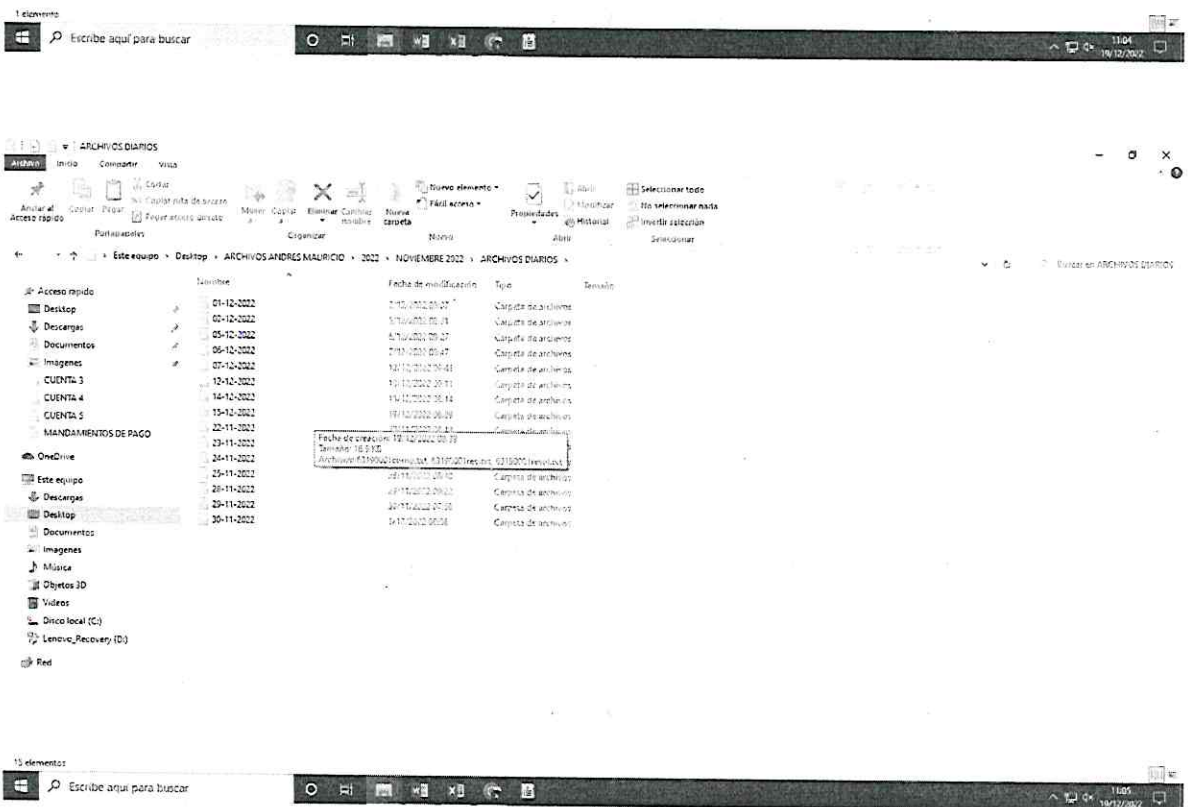 1 elemento
Escribe aquí para buscar
11:04
19/12/2022
ARCHIVOS DIARIOS
Archivo Inicio Compartir Vista
Anclar al Acceso rápido
Copiar
Pegar
Cortar
Copiar ruta de acceso
Pegar acceso directo
Mover a
Copiar a
Eliminar
Cambiar nombre
Nueva carpeta
Nuevo elemento
Fácil acceso
Propiedades
Abrir
Modificar
Historial
Seleccionar todo
No seleccionar nada
Invertir selección
Portapapeles Organizar Nuevo Abrir Seleccionar
Este equipo > Desktop > ARCHIVOS ANDRES MAURICIO > 2022 > NOVIEMBRE 2022 > ARCHIVOS DIARIOS >
Buscar en ARCHIVOS DIARIOS
Acceso rápido
Desktop
Descargas
Documentos
Imágenes
CUENTA 3
CUENTA 4
CUENTA 5
MANDAMIENTOS DE PAGO
OneDrive
Este equipo
Descargas
Desktop
Documentos
Imágenes
Música
Objetos 3D
Vídeos
Disco local (C:)
Lenovo_Recovery (D:)
Red
Nombre Fecha de modificación Tipo Tamaño
01-12-2022 Carpeta de archivos
02-12-2022 Carpeta de archivos
05-12-2022 Carpeta de archivos
06-12-2022 Carpeta de archivos
07-12-2022 Carpeta de archivos
12-12-2022 Carpeta de archivos
14-12-2022 Carpeta de archivos
15-12-2022 Carpeta de archivos
22-11-2022 Carpeta de archivos
23-11-2022
24-11-2022
25-11-2022 Carpeta de archivos
28-11-2022 Carpeta de archivos
29-11-2022 Carpeta de archivos
30-11-2022 Carpeta de archivos
Fecha de creación:
Tamaño:
Archivos:
15 elementos
Escribe aquí para buscar
11:05
19/12/2022